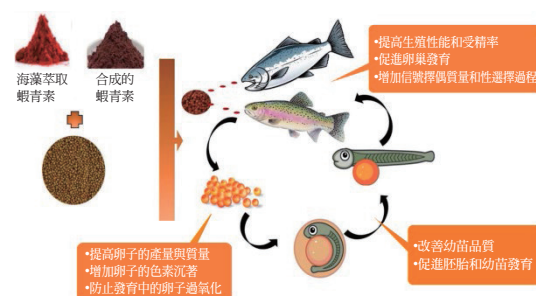 海藻萃取
蝦青素
合成的
蝦青素
•提高生殖性能和受精率
•促進卵巢發育
•增加信號擇偶質量和性選擇過程
•改善幼苗品質
•促進胚胎和幼苗發育
•提高卵子的產量與質量
•增加卵子的色素沉著
•防止發育中的卵子過氧化